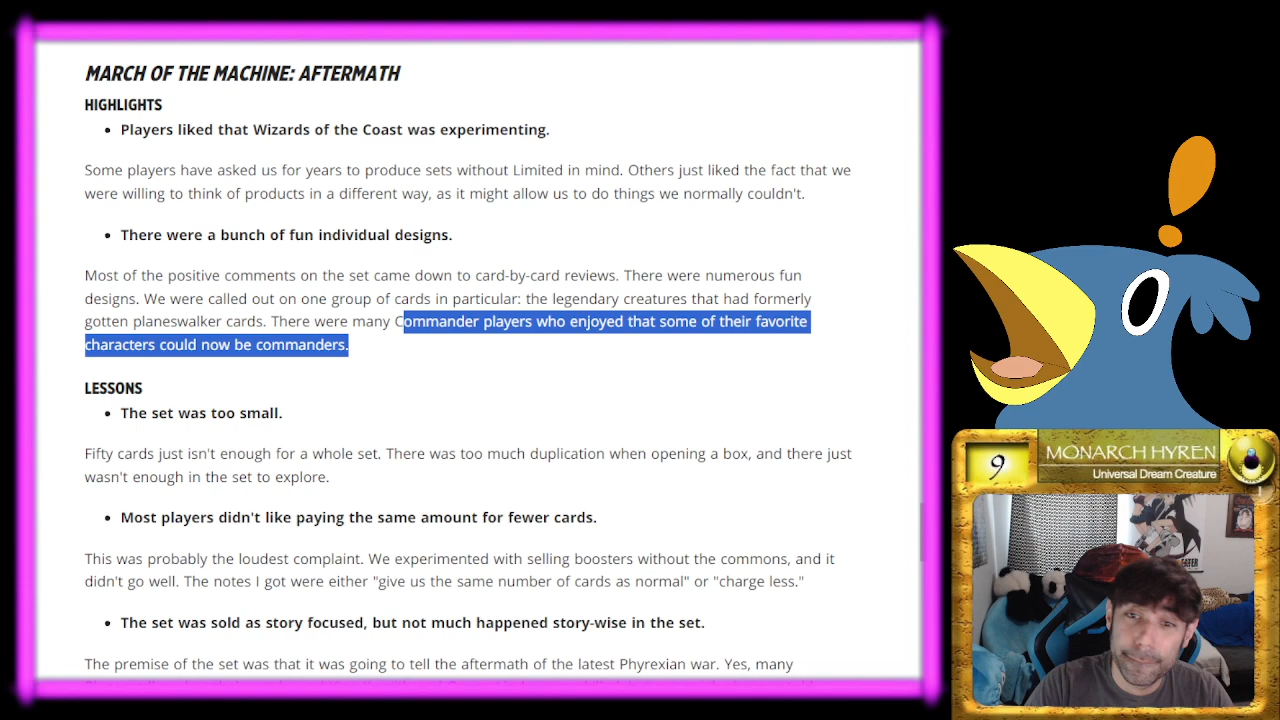 MARCH OF THE MACHINE: AFTERMATH
HIGHLIGHTS
• Players liked that Wizards of the Coast was experimenting.
Some players have asked us for years to produce sets without Limited in mind. Others just liked the fact that we
were willing to think of products in a different way, as it might allow us to do things we normally couldn't.
• There were a bunch of fun individual designs.
Most of the positive comments on the set came down to card-by-card reviews. There were numerous fun
designs. We were called out on one group of cards in particular: the legendary creatures that had formerly
gotten planeswalker cards. There were many Commander players who enjoyed that some of their favorite
characters could now be commanders.
LESSONS
• The set was too small.
Fifty cards just isn't enough for a whole set. There was too much duplication when opening a box, and there just
wasn't enough in the set to explore.
• Most players didn't like paying the same amount for fewer cards.
This was probably the loudest complaint. We experimented with selling boosters without the commons, and it
didn't go well. The notes I got were either "give us the same number of cards as normal" or "charge less."
• The set was sold as story focused, but not much happened story-wise in the set.
The premise of the set was that it was going to tell the aftermath of the latest Phyrexian war. Yes, many
9
MONARCH HYREN
Universal Dream Creature